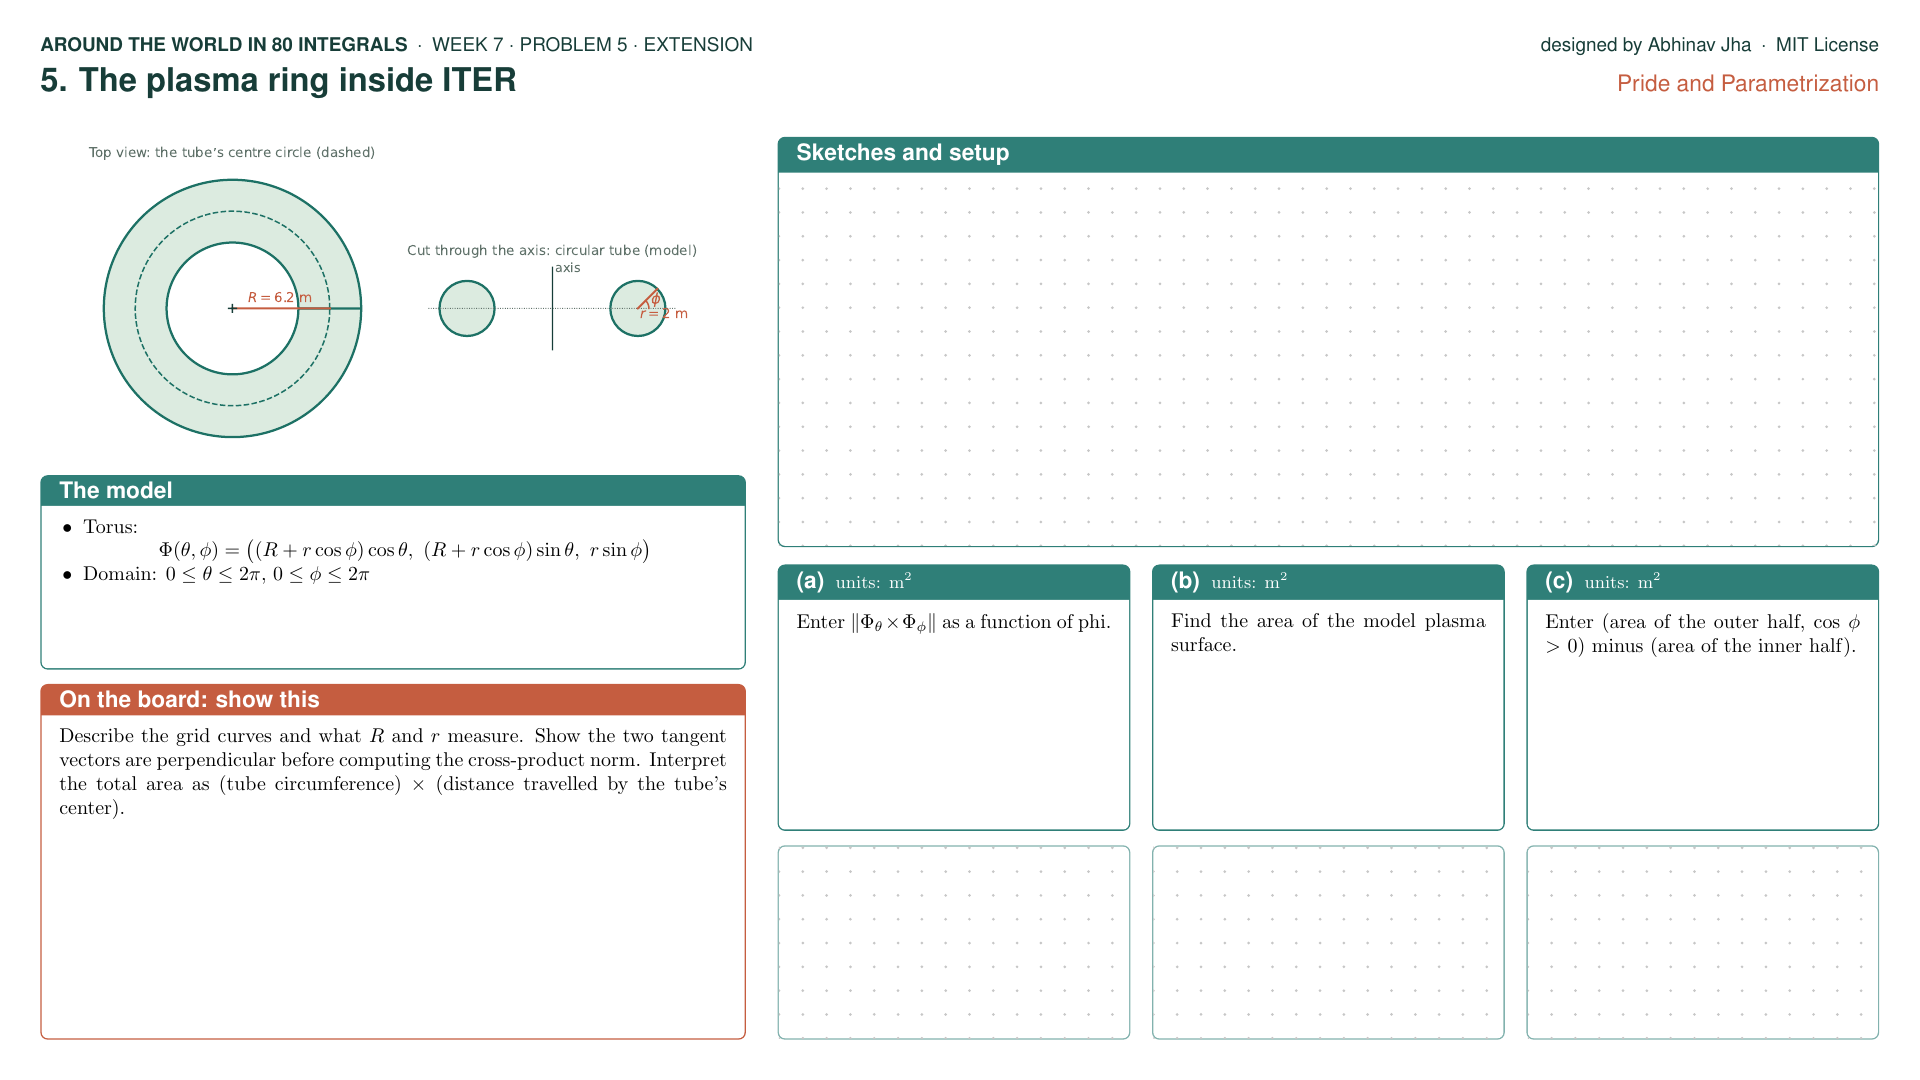 AROUND THE WORLD IN 80 INTEGRALS · WEEK 7 · PROBLEM 5 · EXTENSION
designed by Abhinav Jha · MIT License
5. The plasma ring inside ITER
Pride and Parametrization
Top view: the tube's centre circle (dashed)
R = 6.2 m
Cut through the axis: circular tube (model)
axis
ϕ
r = 2 m
The model
• Torus:
Φ(θ, ϕ) = ((R + r cos ϕ) cos θ, (R + r cos ϕ) sin θ, r sin ϕ)
• Domain: 0 ≤ θ ≤ 2π, 0 ≤ ϕ ≤ 2π
On the board: show this
Describe the grid curves and what R and r measure. Show the two tangent
vectors are perpendicular before computing the cross-product norm. Interpret
the total area as (tube circumference) × (distance travelled by the tube's
center).
Sketches and setup
(a) units: m²
Enter ‖Φ_θ × Φ_ϕ‖ as a function of phi.
(b) units: m²
Find the area of the model plasma
surface.
(c) units: m²
Enter (area of the outer half, cos ϕ
> 0) minus (area of the inner half).